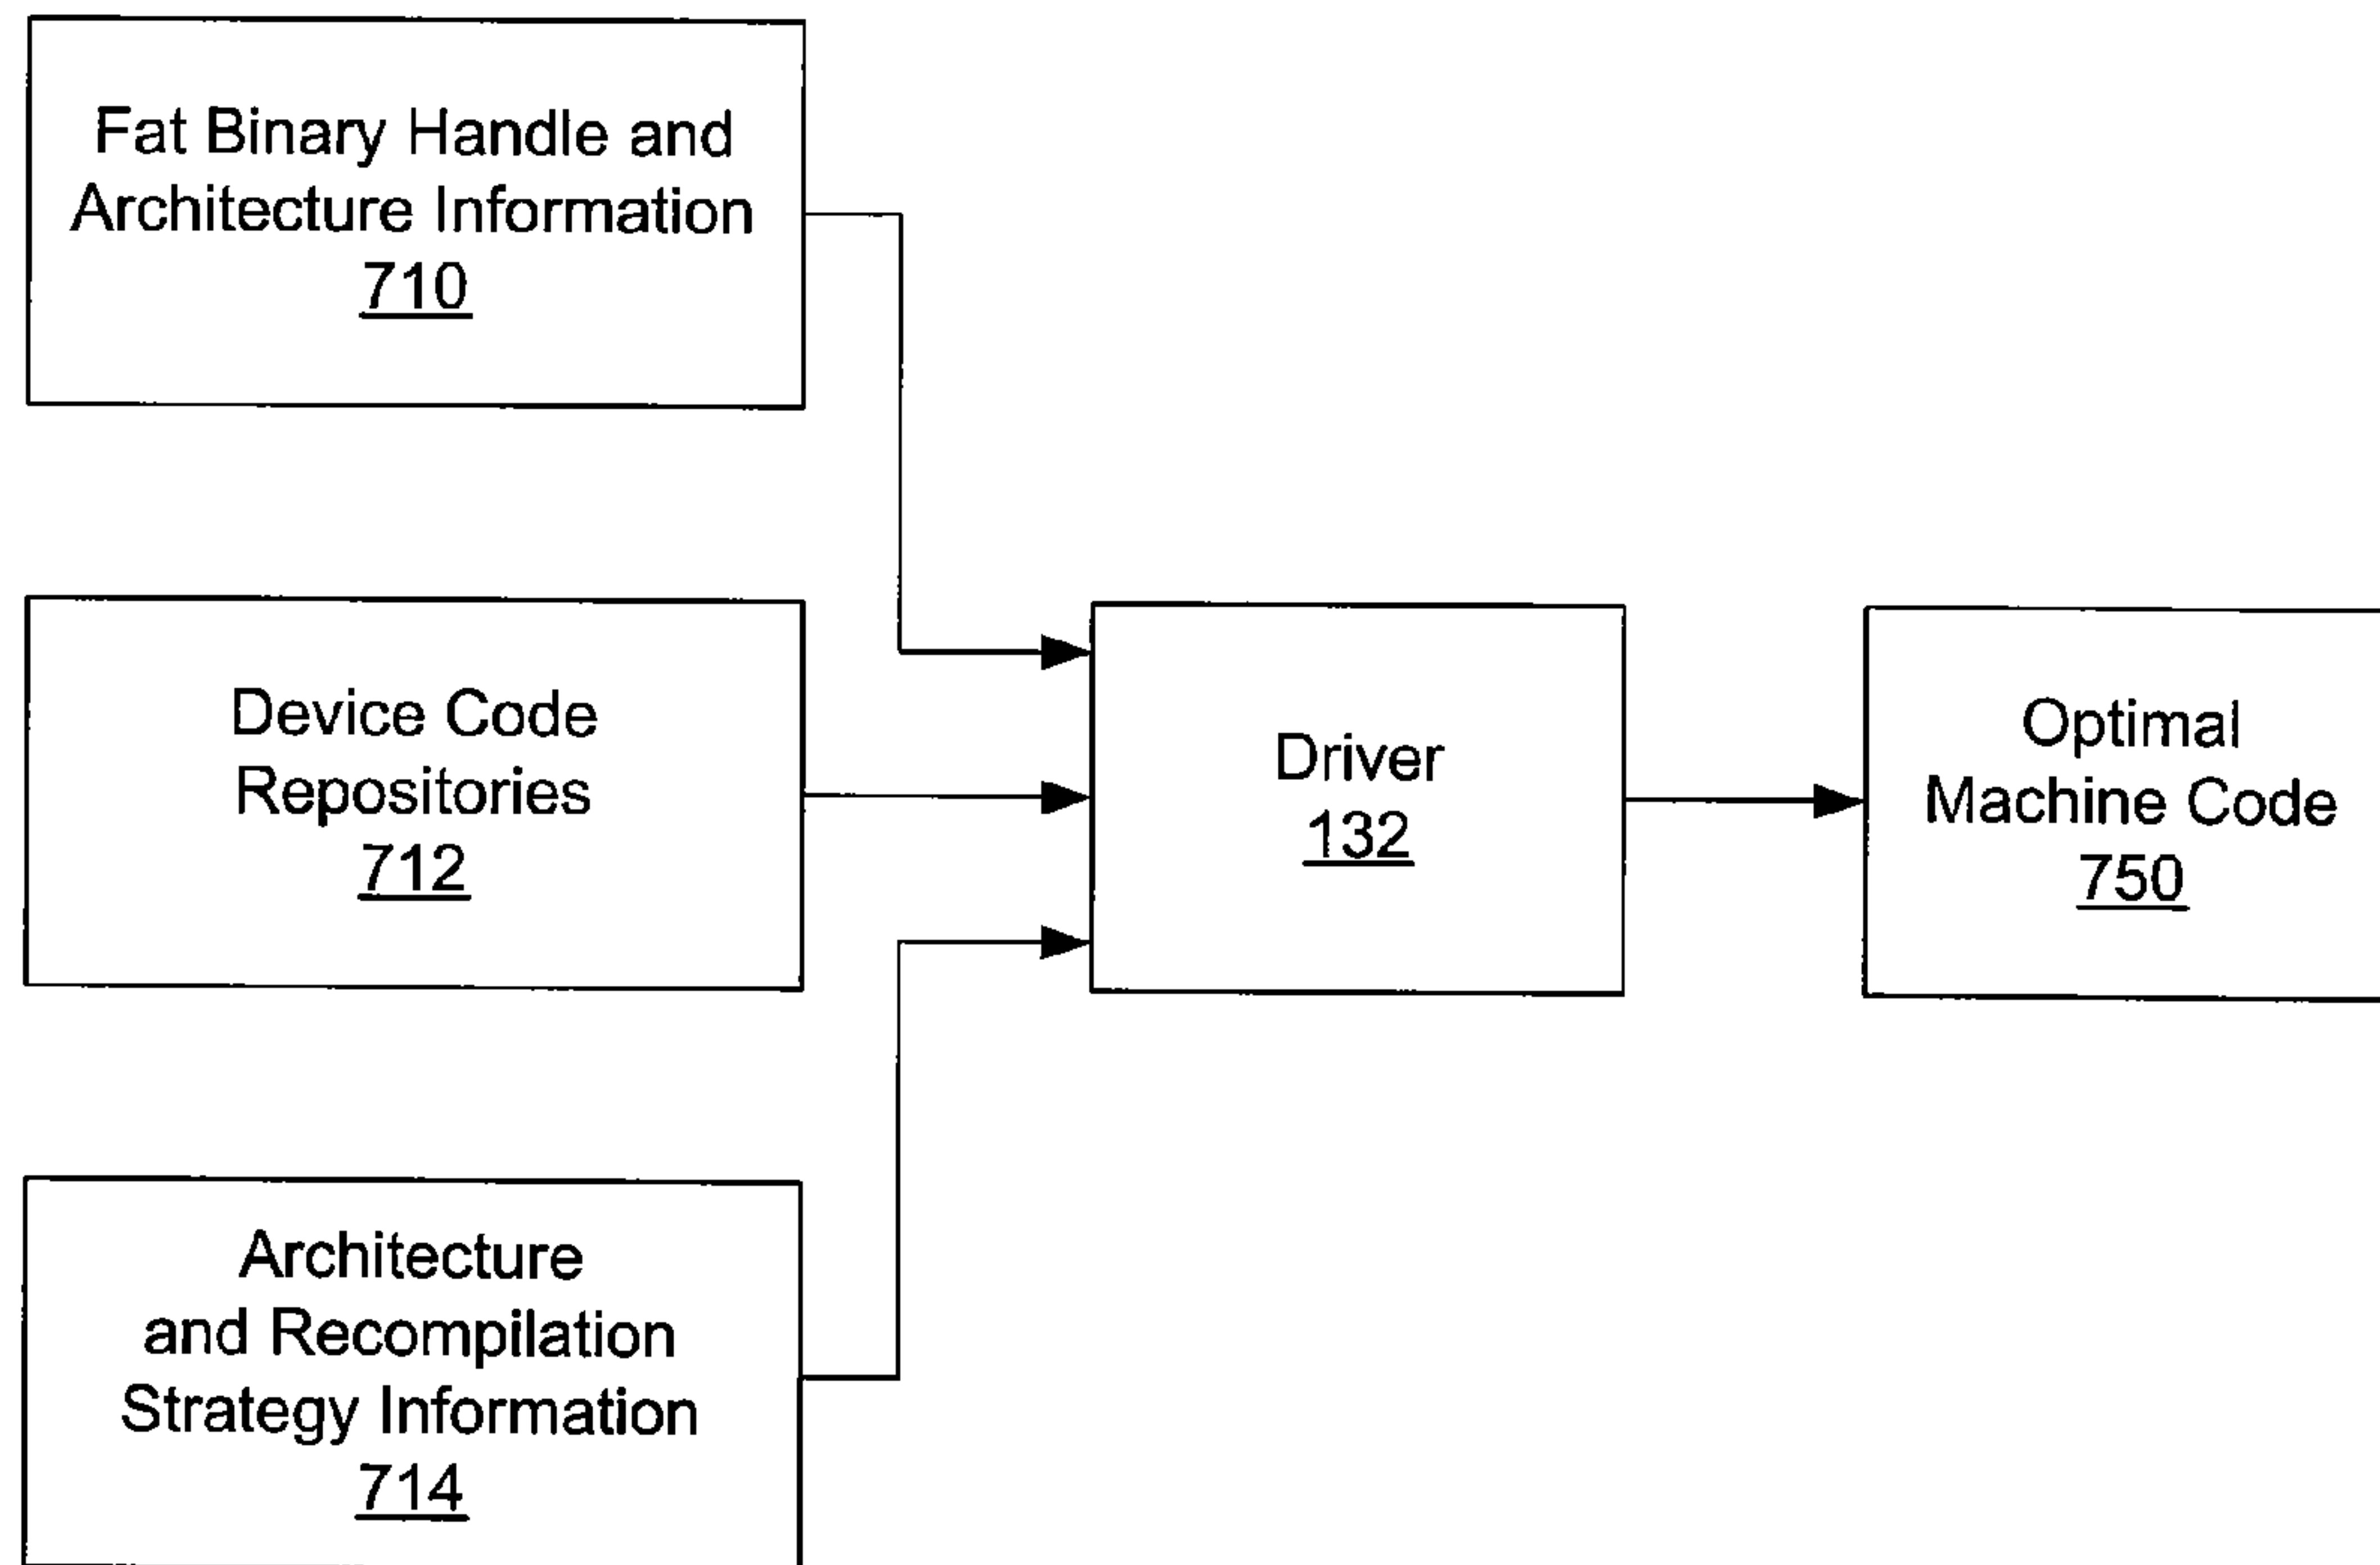 Fat Binary Handle and
Architecture Information
710
Device Code
Repositories
712
Architecture
and Recompilation
Strategy Information
714
Driver
132
Optimal
Machine Code
750